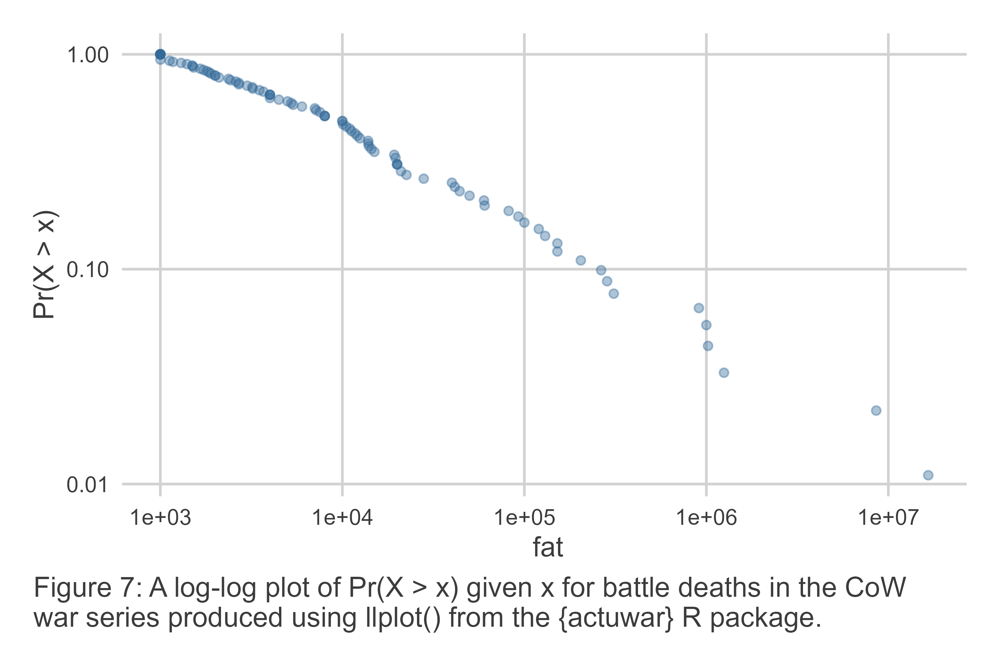 1.00
0.10
0.01
Pr(X > x)
1e+03 1e+04 1e+05 1e+06 1e+07
fat
Figure 7: A log-log plot of Pr(X > x) given x for battle deaths in the CoW
war series produced using llplot() from the {actuwar} R package.